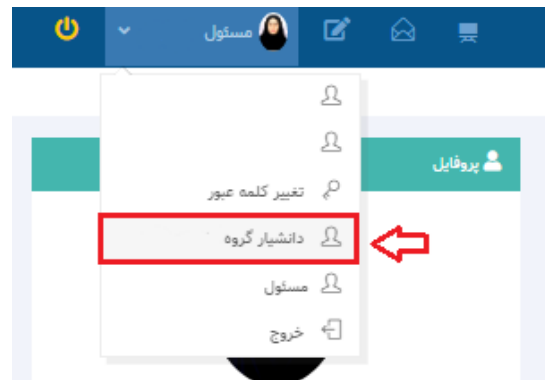 مسئول
پروفایل
تغییر کلمه عبور
دانشیار گروه
مسئول
خروج